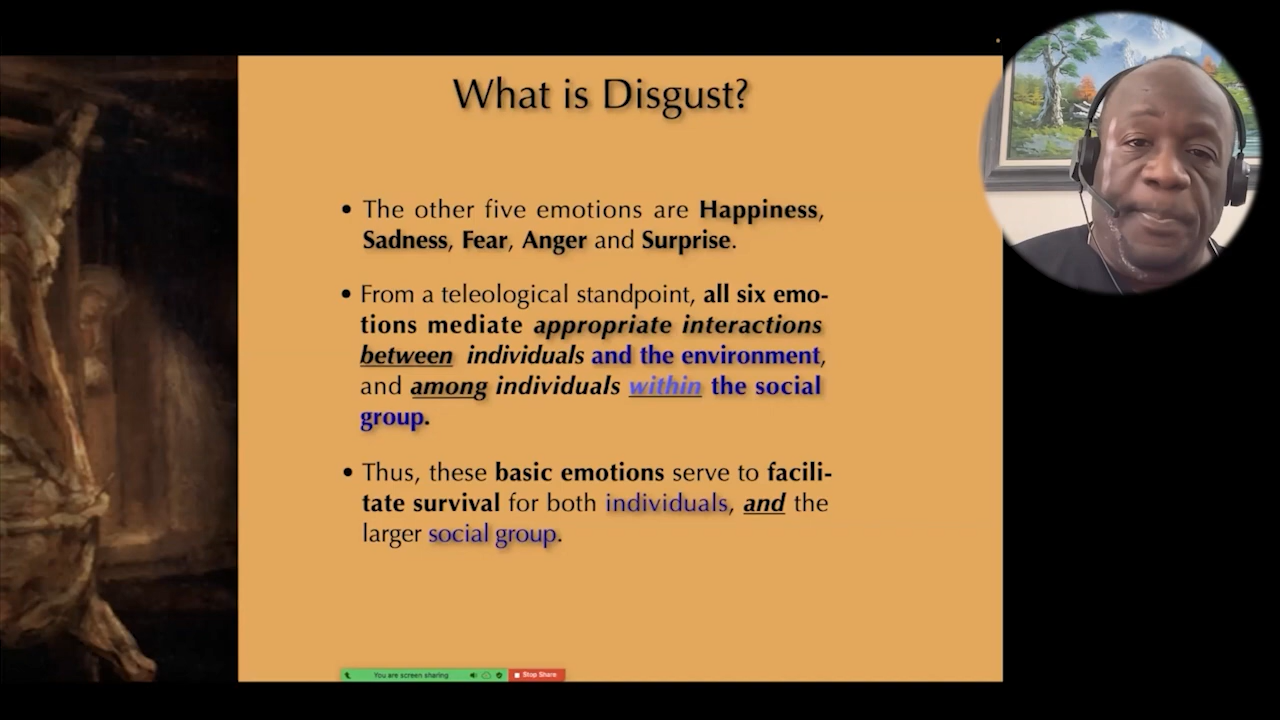 What is Disgust?
• The other five emotions are Happiness,
Sadness, Fear, Anger and Surprise.
• From a teleological standpoint, all six emo-
tions mediate appropriate interactions
between individuals and the environment,
and among individuals within the social
group.
• Thus, these basic emotions serve to facili-
tate survival for both individuals, and the
larger social group.
You are screen sharing
Stop Share